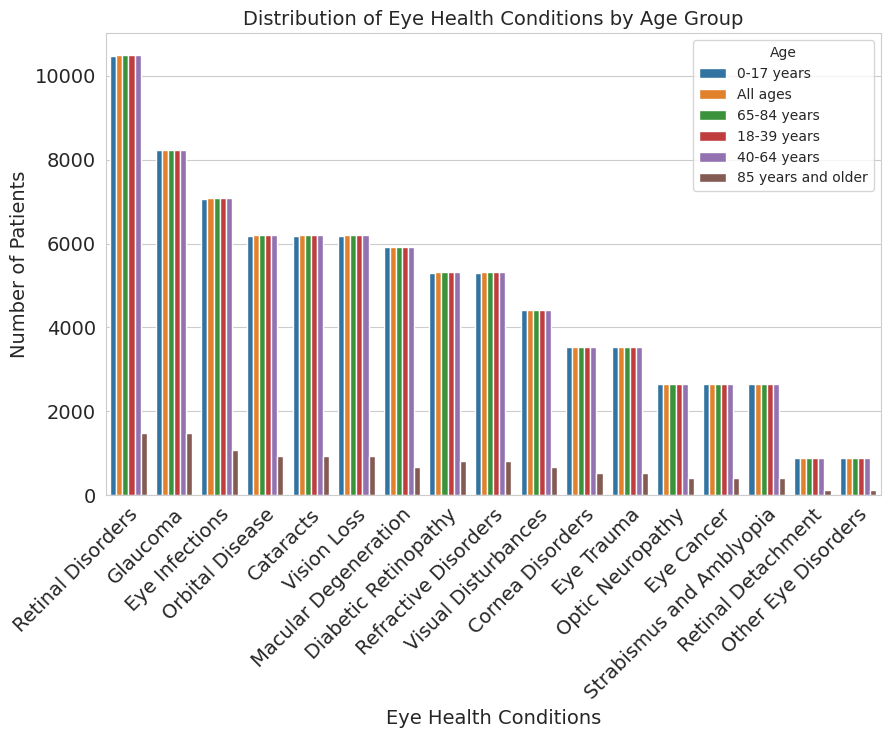 Distribution of Eye Health Conditions by Age Group
Number of Patients
10000
8000
6000
4000
2000
0
Age
0-17 years
All ages
65-84 years
18-39 years
40-64 years
85 years and older
Retinal Disorders
Glaucoma
Eye Infections
Orbital Disease
Cataracts
Vision Loss
Macular Degeneration
Diabetic Retinopathy
Refractive Disorders
Visual Disturbances
Cornea Disorders
Eye Trauma
Optic Neuropathy
Eye Cancer
Strabismus and Amblyopia
Retinal Detachment
Other Eye Disorders
Eye Health Conditions